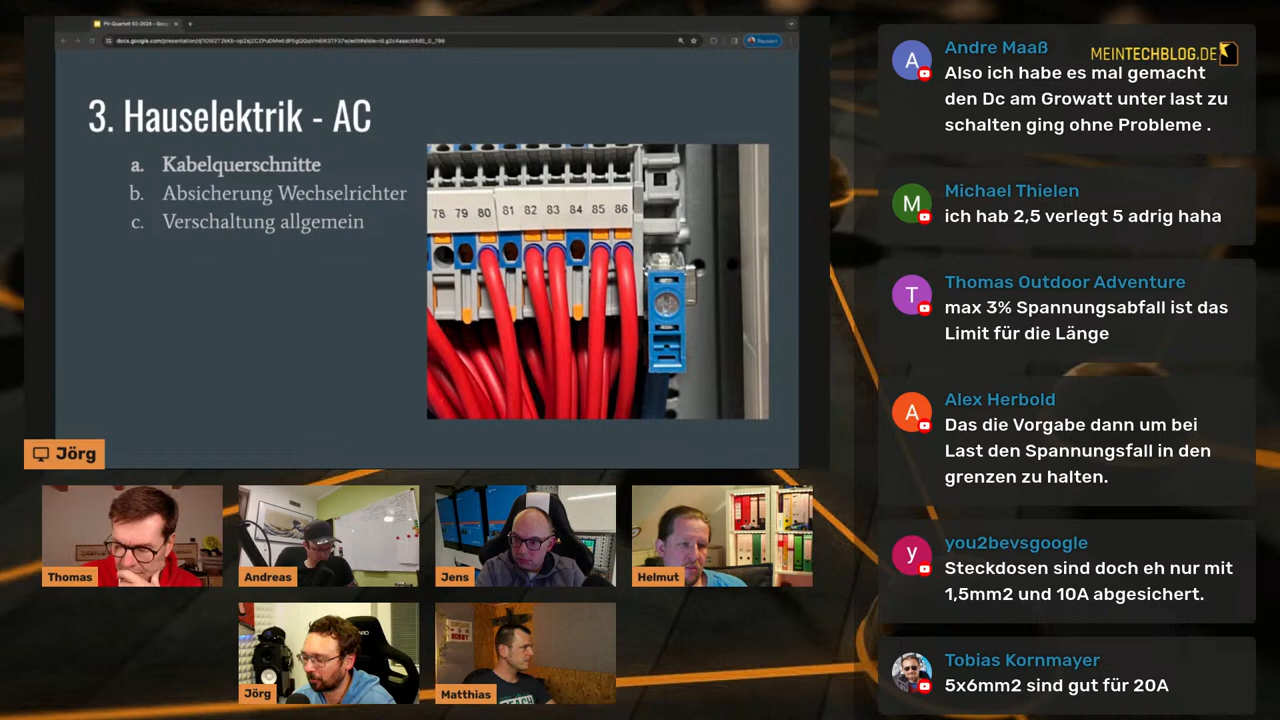 PV-Quartett 02-2024 - Goog
3. Hauselektrik - AC
a. Kabelquerschnitte
b. Absicherung Wechselrichter
c. Verschaltung allgemein
78 79 80 81 82 83 84 85 86
Jörg
Thomas
Andreas
Jens
Helmut
Jörg
Matthias
MEINTECHBLOG.DE
A
Andre Maaß
Also ich habe es mal gemacht
den Dc am Growatt unter last zu
schalten ging ohne Probleme .
M
Michael Thielen
ich hab 2,5 verlegt 5 adrig haha
T
Thomas Outdoor Adventure
max 3% Spannungsabfall ist das
Limit für die Länge
A
Alex Herbold
Das die Vorgabe dann um bei
Last den Spannungsfall in den
grenzen zu halten.
y
you2bevsgoogle
Steckdosen sind doch eh nur mit
1,5mm2 und 10A abgesichert.
Tobias Kornmayer
5x6mm2 sind gut für 20A